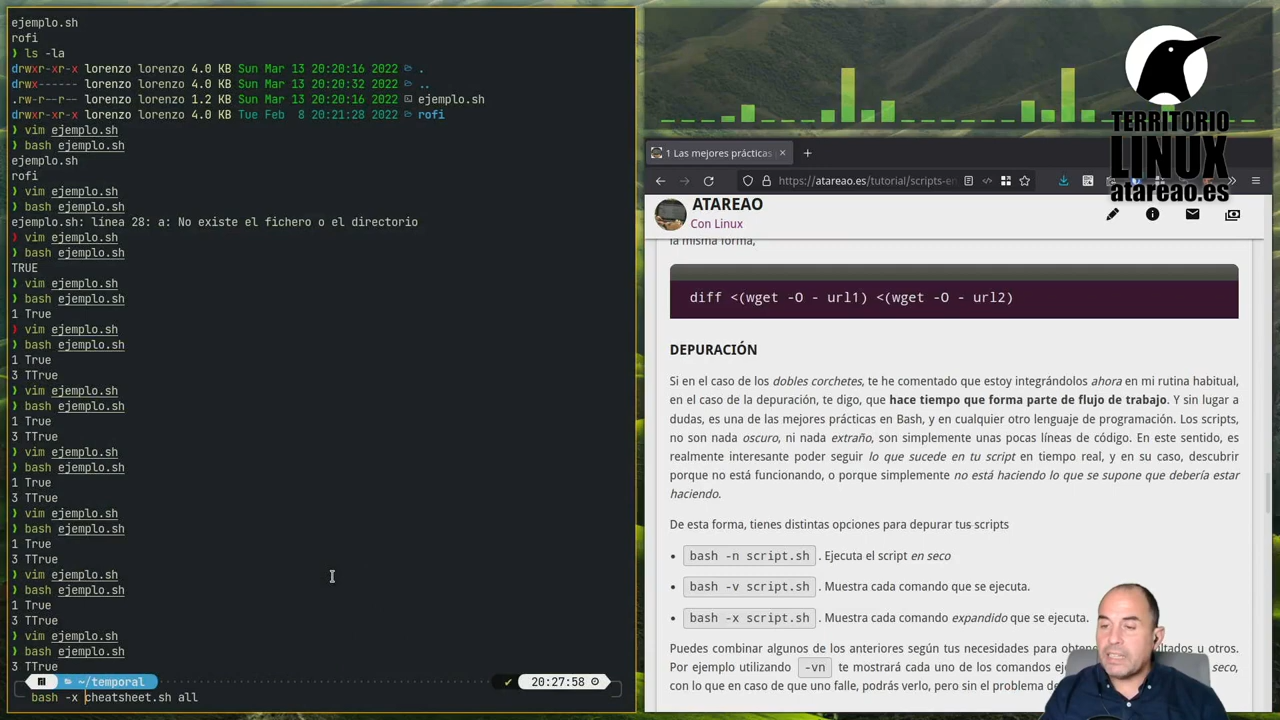 ejemplo.sh
rofi
❯ ls -la
drwxr-xr-x lorenzo lorenzo 4.0 KB Sun Mar 13 20:20:16 2022 .
drwx------ lorenzo lorenzo 4.0 KB Sun Mar 13 20:20:32 2022 ..
.rw-r--r-- lorenzo lorenzo 1.2 KB Sun Mar 13 20:20:16 2022 ejemplo.sh
drwxr-xr-x lorenzo lorenzo 4.0 KB Tue Feb  8 20:21:28 2022 rofi
❯ vim ejemplo.sh
❯ bash ejemplo.sh
ejemplo.sh
rofi
❯ vim ejemplo.sh
❯ bash ejemplo.sh
ejemplo.sh: línea 28: a: No existe el fichero o el directorio
❯ vim ejemplo.sh
❯ bash ejemplo.sh
TRUE
❯ vim ejemplo.sh
❯ bash ejemplo.sh
1 True
❯ vim ejemplo.sh
❯ bash ejemplo.sh
1 True
3 TTrue
❯ vim ejemplo.sh
❯ bash ejemplo.sh
1 True
3 TTrue
❯ vim ejemplo.sh
❯ bash ejemplo.sh
1 True
3 TTrue
❯ vim ejemplo.sh
❯ bash ejemplo.sh
1 True
3 TTrue
❯ vim ejemplo.sh
❯ bash ejemplo.sh
1 True
3 TTrue
❯ vim ejemplo.sh
❯ bash ejemplo.sh
3 TTrue
~/temporal ✔ 20:27:58
bash -x cheatsheet.sh all
TERRITORIO
LINUX
atareao.es
1 Las mejores prácticas
https://atareao.es/tutorial/scripts-en
ATAREAO
Con Linux
la misma forma,
diff <(wget -O - url1) <(wget -O - url2)
DEPURACIÓN
Si en el caso de los dobles corchetes, te he comentado que estoy integrándolos ahora en mi rutina habitual,
en el caso de la depuración, te digo, que hace tiempo que forma parte de flujo de trabajo. Y sin lugar a
dudas, es una de las mejores prácticas en Bash, y en cualquier otro lenguaje de programación. Los scripts,
no son nada oscuro, ni nada extraño, son simplemente unas pocas líneas de código. En este sentido, es
realmente interesante poder seguir lo que sucede en tu script en tiempo real, y en su caso, descubrir
porque no está funcionando, o porque simplemente no está haciendo lo que se supone que debería estar
haciendo.
De esta forma, tienes distintas opciones para depurar tus scripts
• bash -n script.sh . Ejecuta el script en seco
• bash -v script.sh . Muestra cada comando que se ejecuta.
• bash -x script.sh . Muestra cada comando expandido que se ejecuta.
Puedes combinar algunos de los anteriores según tus necesidades para obten ultados u otros.
Por ejemplo utilizando -vn te mostrará cada uno de los comandos ej seco,
con lo que en caso de que uno falle, podrás verlo, pero sin el problema de